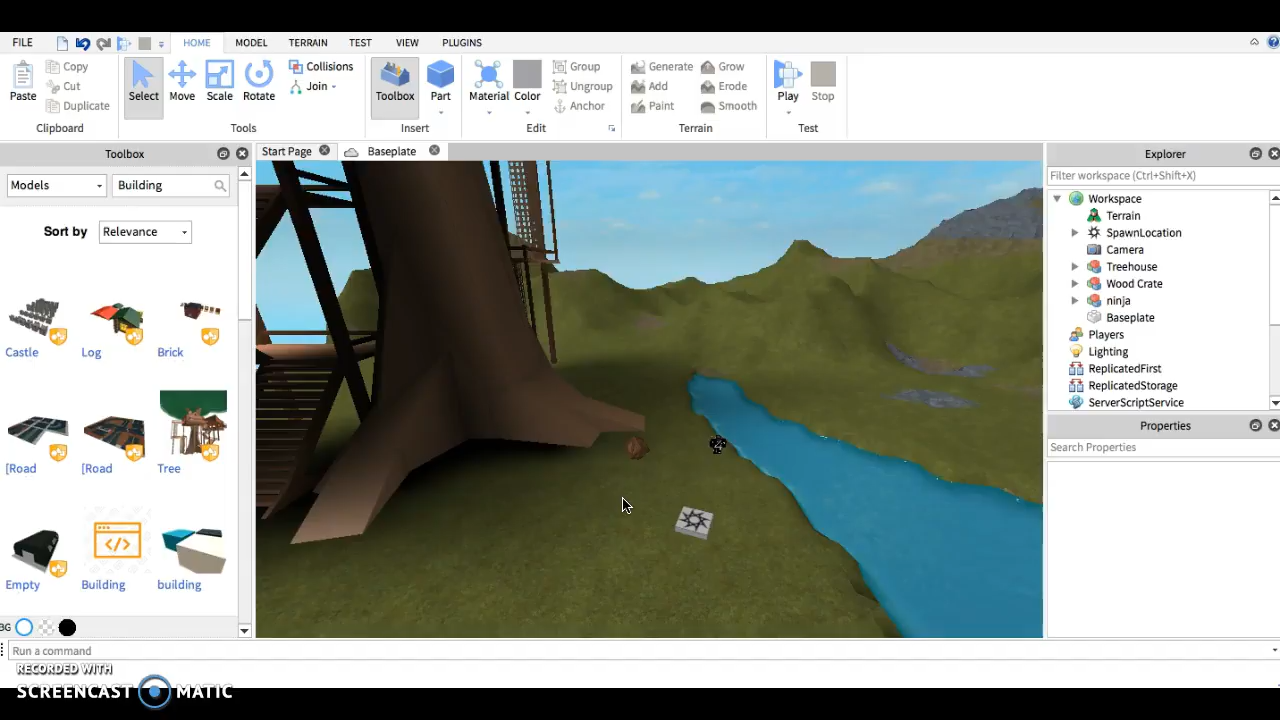 FILE
HOME
MODEL
TERRAIN
TEST
VIEW
PLUGINS
Paste
Copy
Cut
Duplicate
Clipboard
Select
Move
Scale
Rotate
Collisions
Join
Tools
Toolbox
Part
Insert
Material
Color
Group
Ungroup
Anchor
Edit
Generate
Add
Paint
Grow
Erode
Smooth
Terrain
Play
Stop
Test
Toolbox
Start Page
Baseplate
Explorer
Models
Building
Sort by
Relevance
Castle
Log
Brick
[Road
[Road
Tree
Empty
Building
building
BG
Filter workspace (Ctrl+Shift+X)
Workspace
Terrain
SpawnLocation
Camera
Treehouse
Wood Crate
ninja
Baseplate
Players
Lighting
ReplicatedFirst
ReplicatedStorage
ServerScriptService
Properties
Search Properties
Run a command
RECORDED WITH
SCREENCAST MATIC